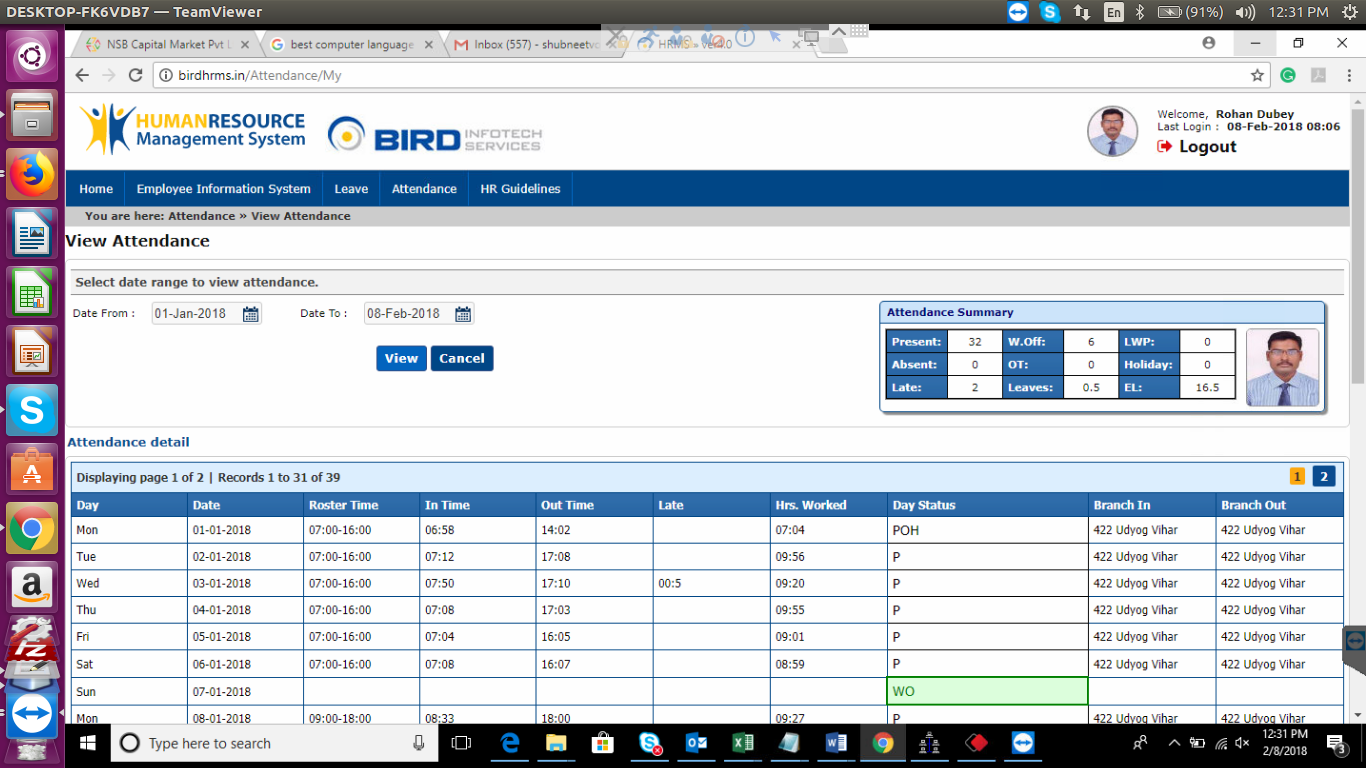 DESKTOP-FK6VDB7 — TeamViewer
En (91%) 12:31 PM
NSB Capital Market Pvt L
best computer language
Inbox (557) - shubneetv
HRMS » Ver4.0
birdhrms.in/Attendance/My
HUMANRESOURCE
Management System
BIRD INFOTECH
SERVICES
Welcome, Rohan Dubey
Last Login : 08-Feb-2018 08:06
Logout
Home Employee Information System Leave Attendance HR Guidelines
You are here: Attendance » View Attendance
View Attendance
Select date range to view attendance.
Date From : 01-Jan-2018 Date To : 08-Feb-2018
View Cancel
Attendance Summary
Present: 32 W.Off: 6 LWP: 0
Absent: 0 OT: 0 Holiday: 0
Late: 2 Leaves: 0.5 EL: 16.5
Attendance detail
Displaying page 1 of 2 | Records 1 to 31 of 39 1 2
Day Date Roster Time In Time Out Time Late Hrs. Worked Day Status Branch In Branch Out
Mon 01-01-2018 07:00-16:00 06:58 14:02 07:04 POH 422 Udyog Vihar 422 Udyog Vihar
Tue 02-01-2018 07:00-16:00 07:12 17:08 09:56 P 422 Udyog Vihar 422 Udyog Vihar
Wed 03-01-2018 07:00-16:00 07:50 17:10 00:5 09:20 P 422 Udyog Vihar 422 Udyog Vihar
Thu 04-01-2018 07:00-16:00 07:08 17:03 09:55 P 422 Udyog Vihar 422 Udyog Vihar
Fri 05-01-2018 07:00-16:00 07:04 16:05 09:01 P 422 Udyog Vihar 422 Udyog Vihar
Sat 06-01-2018 07:00-16:00 07:08 16:07 08:59 P 422 Udyog Vihar 422 Udyog Vihar
Sun 07-01-2018 WO
Mon 08-01-2018 09:00-18:00 08:33 18:00 09:27 P 422 Udyog Vihar 422 Udyog Vihar
Type here to search
12:31 PM
2/8/2018
3